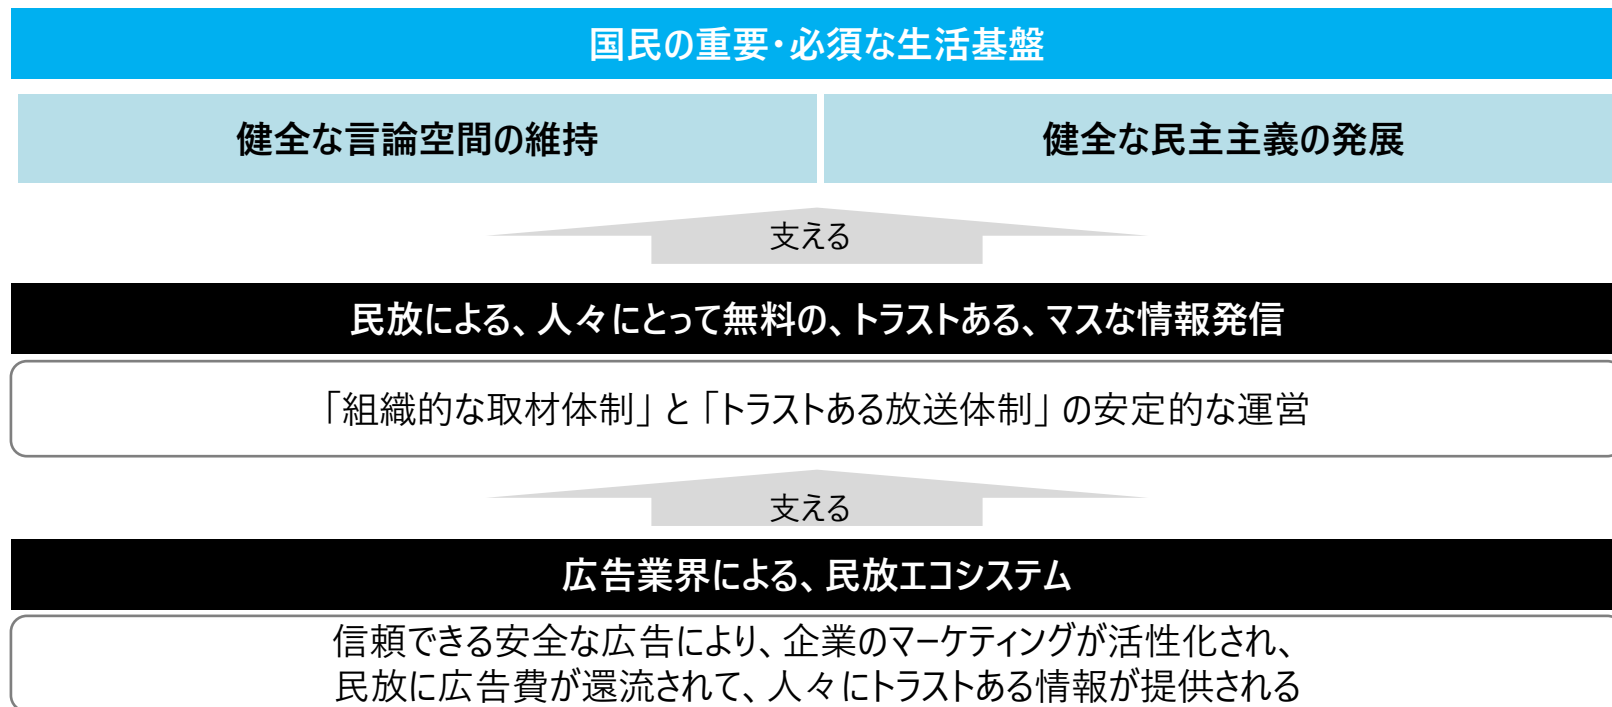 国民の重要・必須な生活基盤
健全な言論空間の維持
健全な民主主義の発展
支える
民放による、人々にとって無料の、トラストある、マスな情報発信
「組織的な取材体制」と「トラストある放送体制」の安定的な運営
支える
広告業界による、民放エコシステム
信頼できる安全な広告により、企業のマーケティングが活性化され、
民放に広告費が還流されて、人々にトラストある情報が提供される